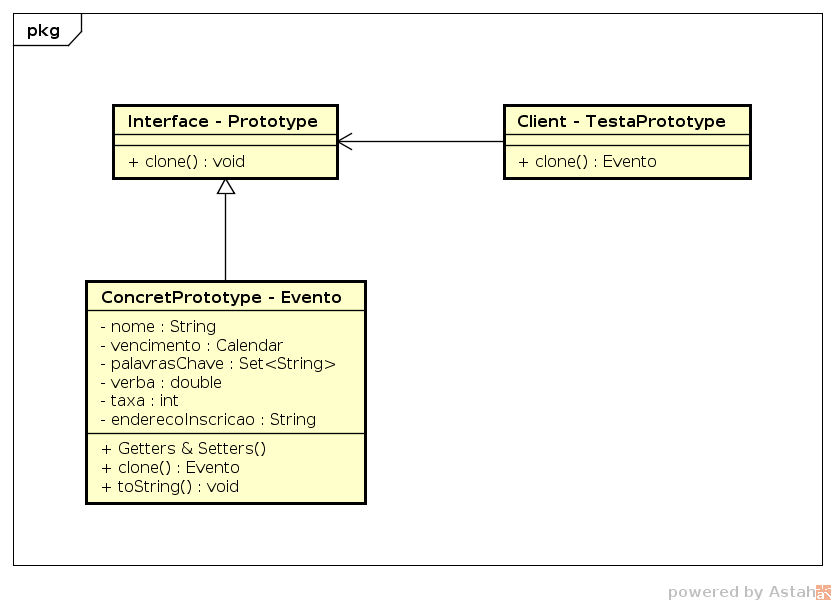 pkg
Interface - Prototype
+ clone() : void
Client - TestaPrototype
+ clone() : Evento
ConcretPrototype - Evento
- nome : String
- vencimento : Calendar
- palavrasChave : Set<String>
- verba : double
- taxa : int
- enderecoInscricao : String
+ Getters & Setters()
+ clone() : Evento
+ toString() : void
powered by Astah